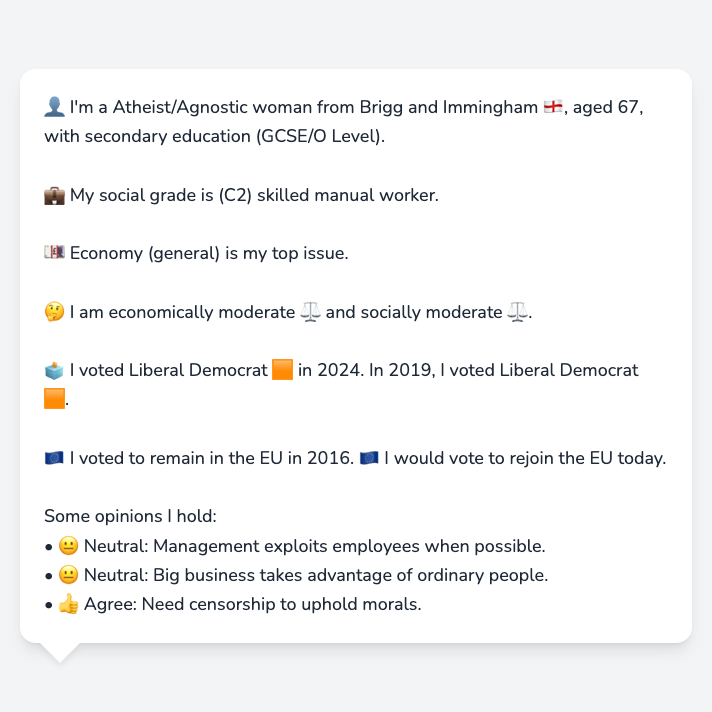 👤 I'm a Atheist/Agnostic woman from Brigg and Immingham 🏴󠁧󠁢󠁥󠁮󠁧󠁿, aged 67,
with secondary education (GCSE/O Level).
💼 My social grade is (C2) skilled manual worker.
💷 Economy (general) is my top issue.
🤔 I am economically moderate ⚖️ and socially moderate ⚖️.
🗳️ I voted Liberal Democrat 🟧 in 2024. In 2019, I voted Liberal Democrat
🟧.
🇪🇺 I voted to remain in the EU in 2016. 🇪🇺 I would vote to rejoin the EU today.
Some opinions I hold:
• 😐 Neutral: Management exploits employees when possible.
• 😐 Neutral: Big business takes advantage of ordinary people.
• 👍 Agree: Need censorship to uphold morals.